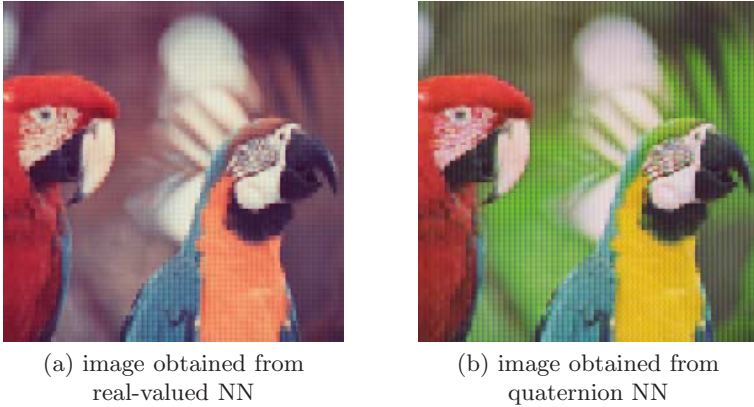 (a) image obtained from
real-valued NN
(b) image obtained from
quaternion NN